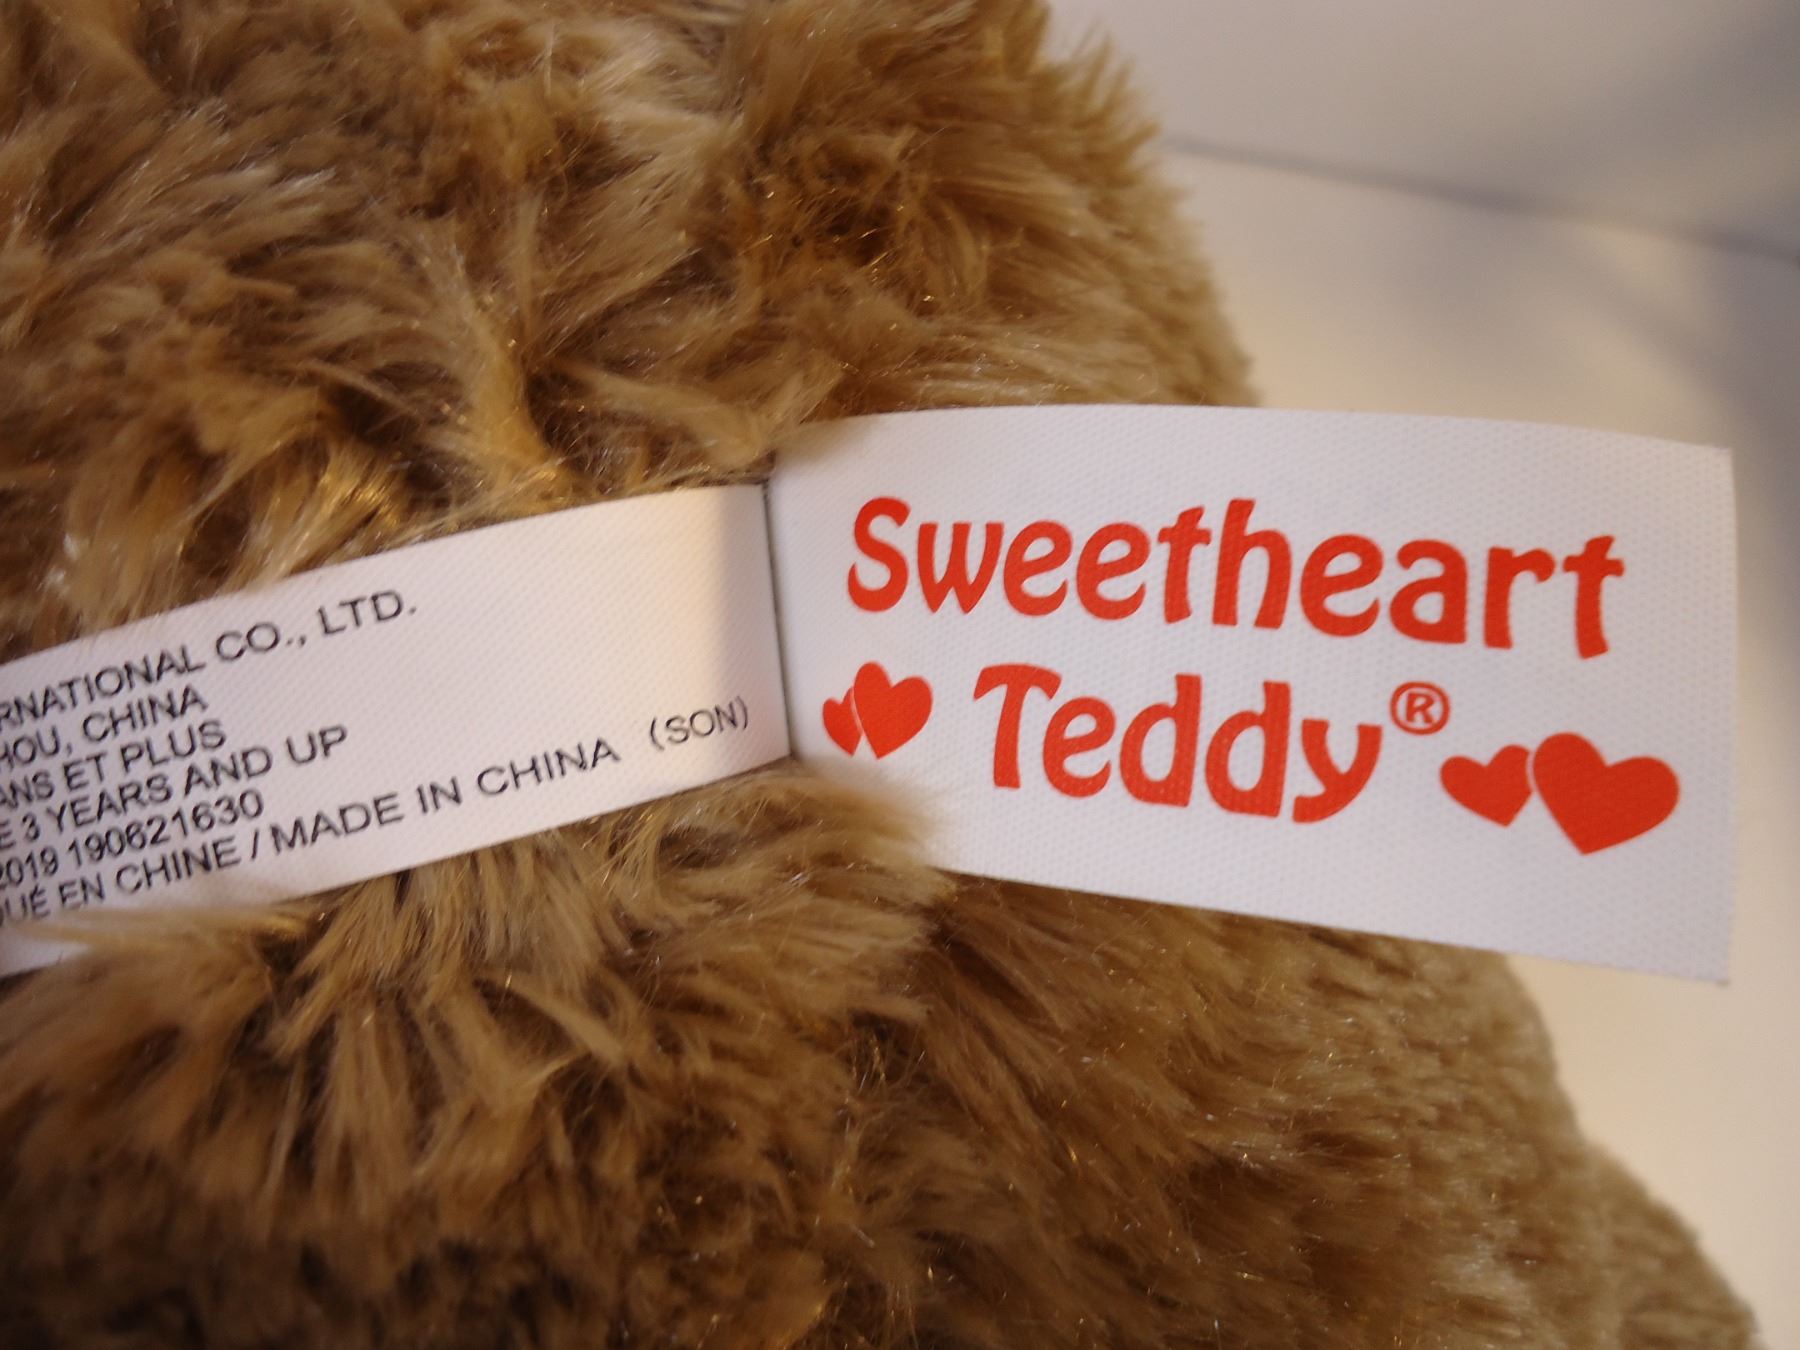 RNATIONAL CO., LTD.
HOU, CHINA
ANS ET PLUS
E 3 YEARS AND UP
2019 190621630
UÉ EN CHINE / MADE IN CHINA (SON)
Sweetheart
Teddy®